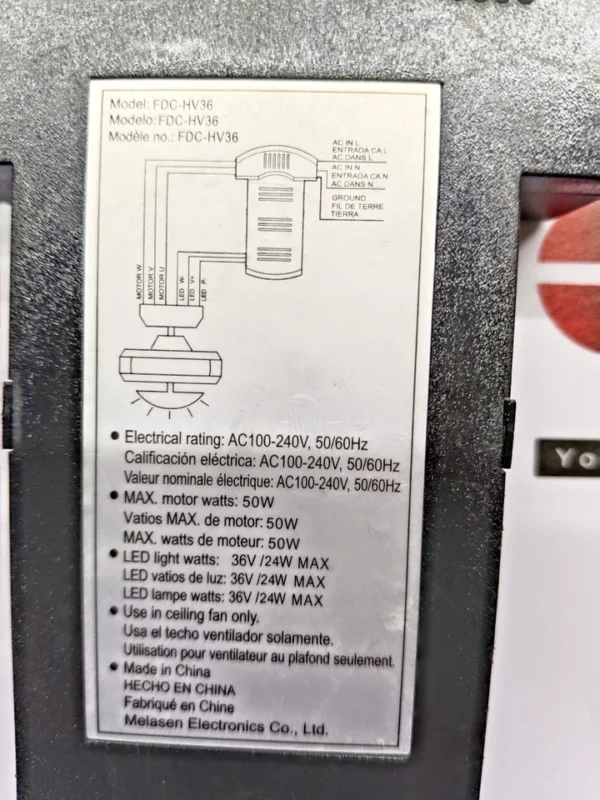 Model: FDC-HV36
Modelo: FDC-HV36
Modèle no.: FDC-HV36
AC IN L
ENTRADA CA L
AC DANS L
AC IN N
ENTRADA CA N
AC DANS N
GROUND
FIL DE TERRE
TIERRA
MOTOR W
MOTOR V
MOTOR U
LED W-
LED V+
LED P-
• Electrical rating: AC100-240V, 50/60Hz
Calificación eléctrica: AC100-240V, 50/60Hz
Valeur nominale électrique: AC100-240V, 50/60Hz
• MAX. motor watts: 50W
Vatios MAX. de motor: 50W
MAX. watts de moteur: 50W
• LED light watts: 36V /24W MAX
LED vatios de luz: 36V /24W MAX
LED lampe watts: 36V /24W MAX
• Use in ceiling fan only.
Usa el techo ventilador solamente.
Utilisation pour ventilateur au plafond seulement.
• Made in China
HECHO EN CHINA
Fabriqué en Chine
Melasen Electronics Co., Ltd.
Yo